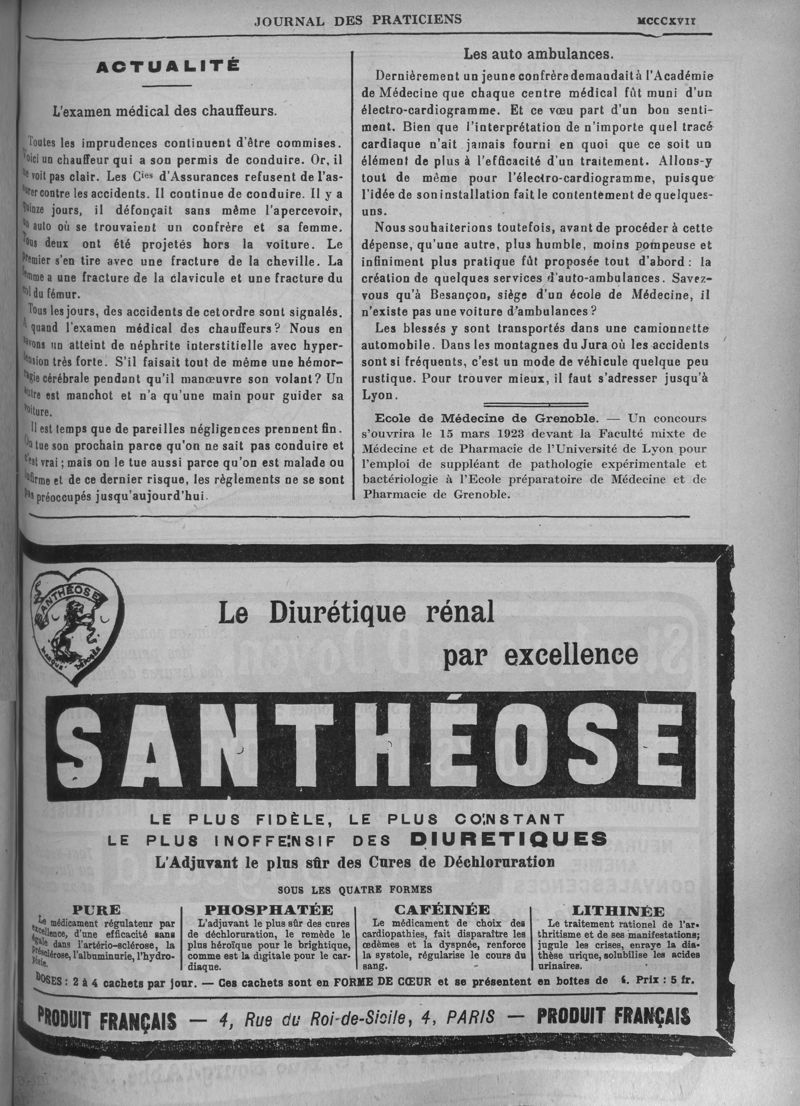 JOURNAL DES PRATICIENS
MCCCXVII
ACTUALITÉ
L'examen médical des chauffeurs.
Toutes les imprudences continuent d'être commises.
Voici un chauffeur qui a son permis de conduire. Or, il
ne voit pas clair. Les Cies d'Assurances refusent de l'as-
surer contre les accidents. Il continue de conduire. Il y a
quinze jours, il défonçait sans même l'apercevoir,
un auto où se trouvaient un confrère et sa femme.
Tous deux ont été projetés hors la voiture. Le
premier s'en tire avec une fracture de la cheville. La
femme a une fracture de la clavicule et une fracture du
col du fémur.
Tous les jours, des accidents de cet ordre sont signalés.
A quand l'examen médical des chauffeurs? Nous en
savons un atteint de néphrite interstitielle avec hyper-
tension très forte. S'il faisait tout de même une hémor-
ragie cérébrale pendant qu'il manœuvre son volant? Un
autre est manchot et n'a qu'une main pour guider sa
voiture.
Il est temps que de pareilles négligences prennent fin.
On tue son prochain parce qu'on ne sait pas conduire et
c'est vrai; mais on le tue aussi parce qu'on est malade ou
infirme et de ce dernier risque, les règlements ne se sont
pas préoccupés jusqu'aujourd'hui.
Les auto ambulances.
Dernièrement un jeune confrère demandait à l'Académie
de Médecine que chaque centre médical fût muni d'un
électro-cardiogramme. Et ce vœu part d'un bon senti-
ment. Bien que l'interprétation de n'importe quel tracé
cardiaque n'ait jamais fourni en quoi que ce soit un
élément de plus à l'efficacité d'un traitement. Allons-y
tout de même pour l'électro-cardiogramme, puisque
l'idée de son installation fait le contentement de quelques-
uns.
Nous souhaiterions toutefois, avant de procéder à cette
dépense, qu'une autre, plus humble, moins pompeuse et
infiniment plus pratique fût proposée tout d'abord : la
création de quelques services d'auto-ambulances. Savez-
vous qu'à Besançon, siège d'un école de Médecine, il
n'existe pas une voiture d'ambulances?
Les blessés y sont transportés dans une camionnette
automobile. Dans les montagnes du Jura où les accidents
sont si fréquents, c'est un mode de véhicule quelque peu
rustique. Pour trouver mieux, il faut s'adresser jusqu'à
Lyon.
Ecole de Médecine de Grenoble. — Un concours
s'ouvrira le 15 mars 1923 devant la Faculté mixte de
Médecine et de Pharmacie de l'Université de Lyon pour
l'emploi de suppléant de pathologie expérimentale et
bactériologie à l'Ecole préparatoire de Médecine et de
Pharmacie de Grenoble.
SANTHÉOSE
MARQUE DÉPOSÉE
Le Diurétique rénal
par excellence
SANTHÉOSE
LE PLUS FIDÈLE, LE PLUS CONSTANT
LE PLUS INOFFENSIF DES DIURETIQUES
L'Adjuvant le plus sûr des Cures de Déchloruration
SOUS LES QUATRE FORMES
PURE
Le médicament régulateur par
excellence, d'une efficacité sans
égale dans l'artério-sclérose, la
présclérose, l'albuminurie, l'hydro-
pisie.
PHOSPHATÉE
L'adjuvant le plus sûr des cures
de déchloruration, le remède le
plus héroïque pour le brightique,
comme est la digitale pour le car-
diaque.
CAFÉINÉE
Le médicament de choix des
cardiopathies, fait disparaître les
œdèmes et la dyspnée, renforce
la systole, régularise le cours du
sang.
LITHINÉE
Le traitement rationel de l'ar-
thritisme et de ses manifestations;
jugule les crises, enraye la dia-
thèse urique, solubilise les acides
urinaires.
DOSES : 2 à 4 cachets par jour. — Ces cachets sont en FORME DE CŒUR et se présentent en boîtes de Prix : 5 fr.
PRODUIT FRANÇAIS — 4, Rue du Roi-de-Sicile, 4, PARIS — PRODUIT FRANÇAIS